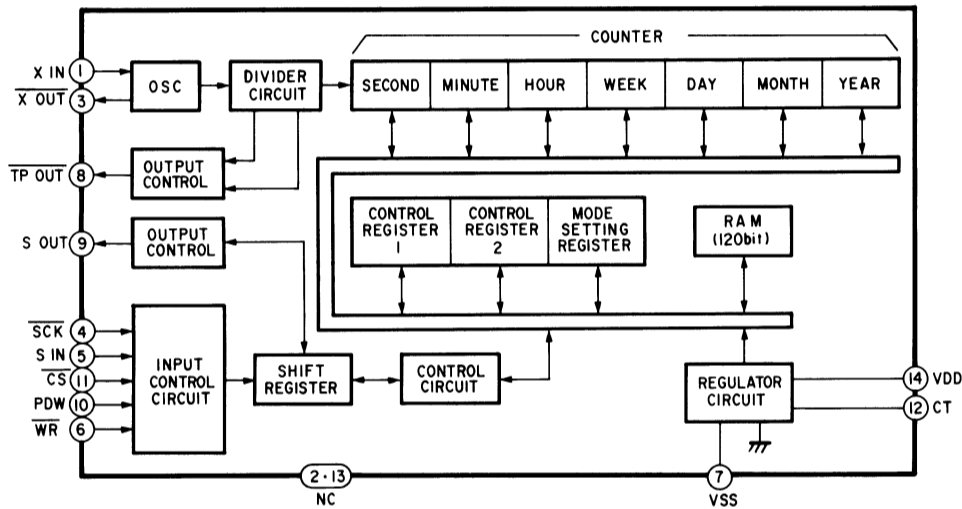 COUNTER
X IN 1
X OUT 3
OSC
DIVIDER
CIRCUIT
SECOND MINUTE HOUR WEEK DAY MONTH YEAR
TP OUT 8
OUTPUT
CONTROL
S OUT 9
OUTPUT
CONTROL
CONTROL
REGISTER
1
CONTROL
REGISTER
2
MODE
SETTING
REGISTER
RAM
(120bit)
SCK 4
S IN 5
CS 11
PDW 10
WR 6
INPUT
CONTROL
CIRCUIT
SHIFT
REGISTER
CONTROL
CIRCUIT
REGULATOR
CIRCUIT
14 VDD
12 CT
2・13
NC
7
VSS